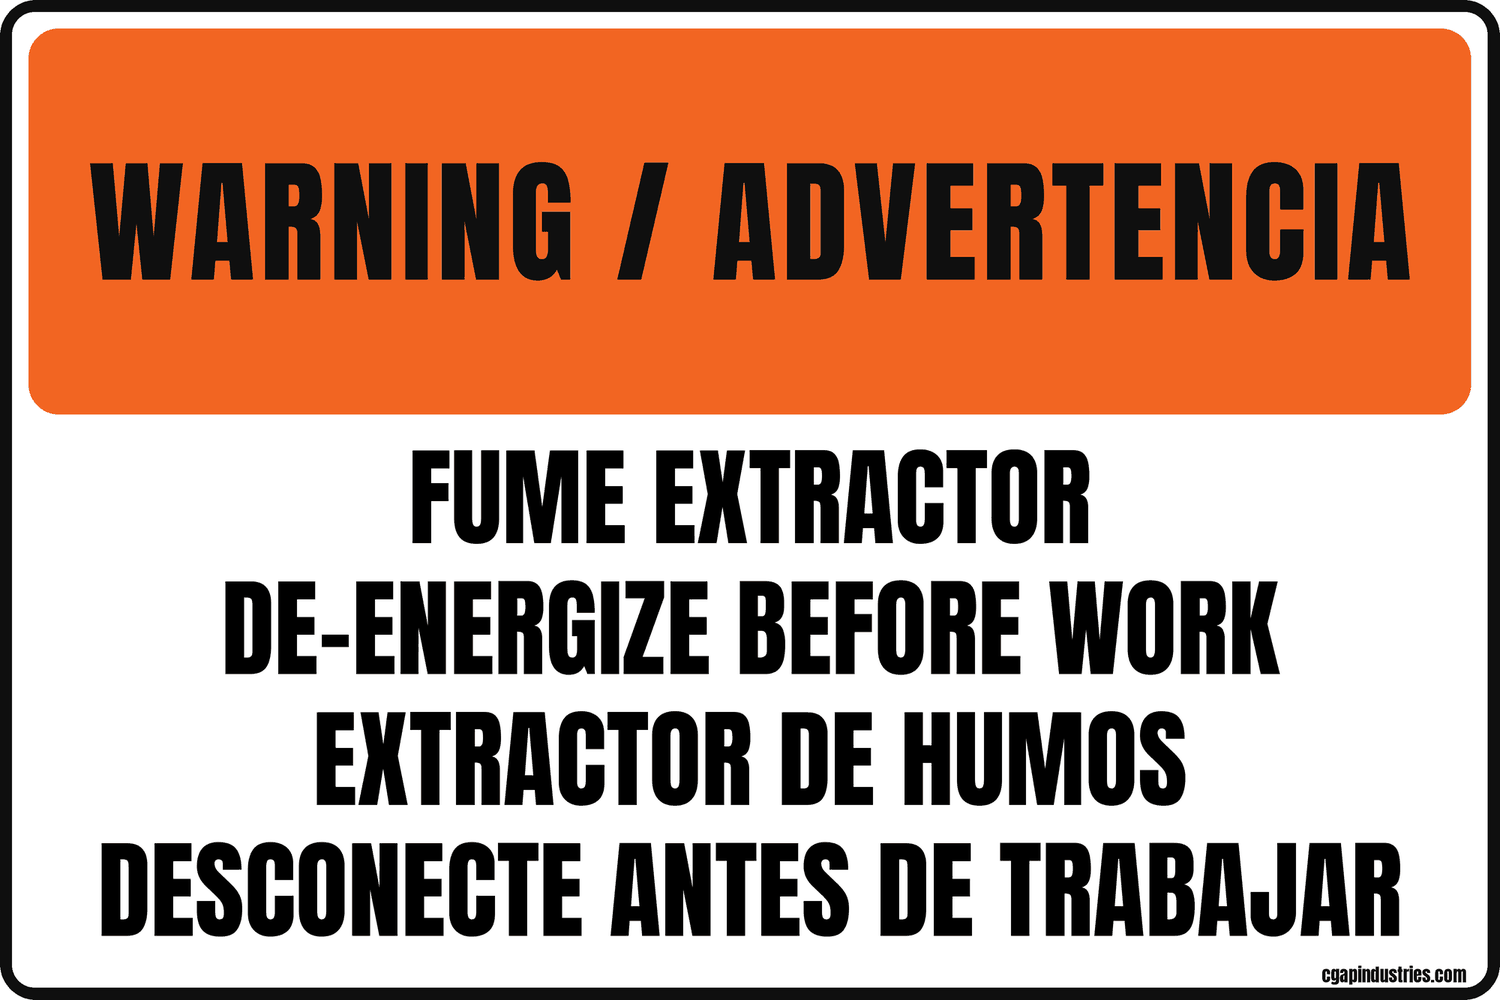 WARNING / ADVERTENCIA
FUME EXTRACTOR
DE-ENERGIZE BEFORE WORK
EXTRACTOR DE HUMOS
DESCONECTE ANTES DE TRABAJAR
cgapindustries.com